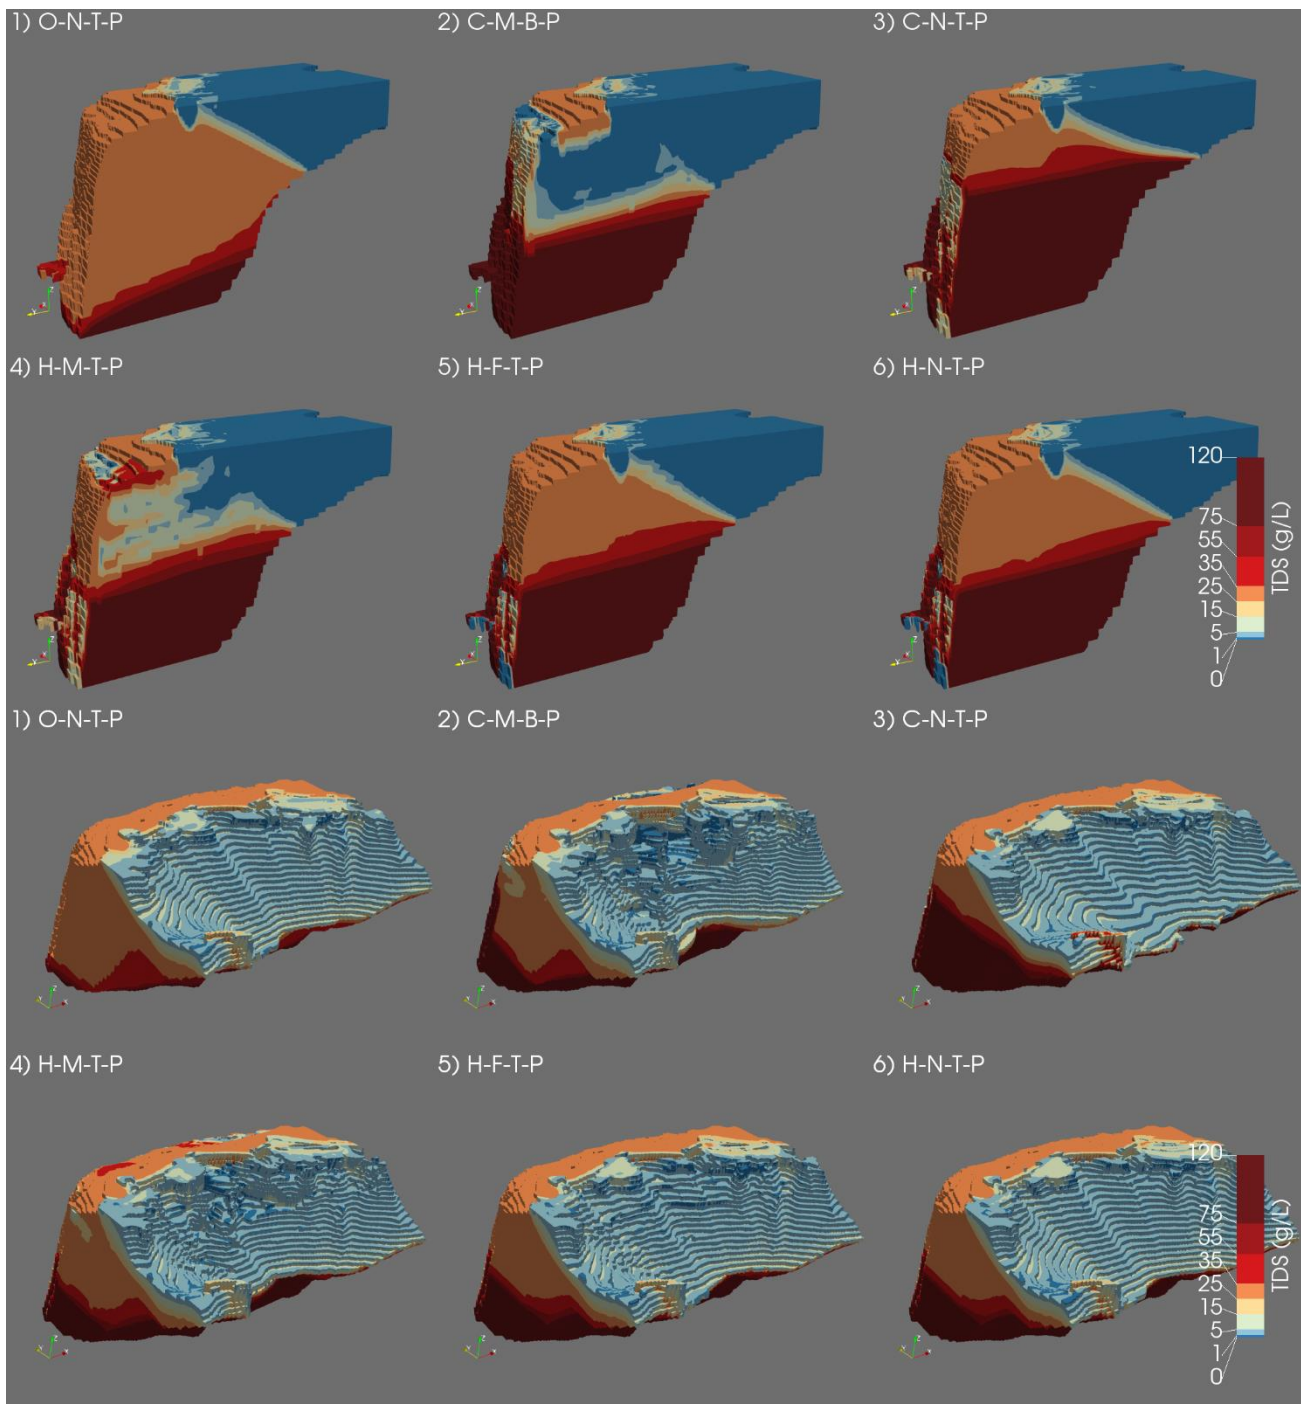 1) O-N-T-P
2) C-M-B-P
3) C-N-T-P
4) H-M-T-P
5) H-F-T-P
6) H-N-T-P
120
75
55
35
25
15
5
1
0
TDS (g/L)
1) O-N-T-P
2) C-M-B-P
3) C-N-T-P
4) H-M-T-P
5) H-F-T-P
6) H-N-T-P
120
75
55
35
25
15
5
1
0
TDS (g/L)